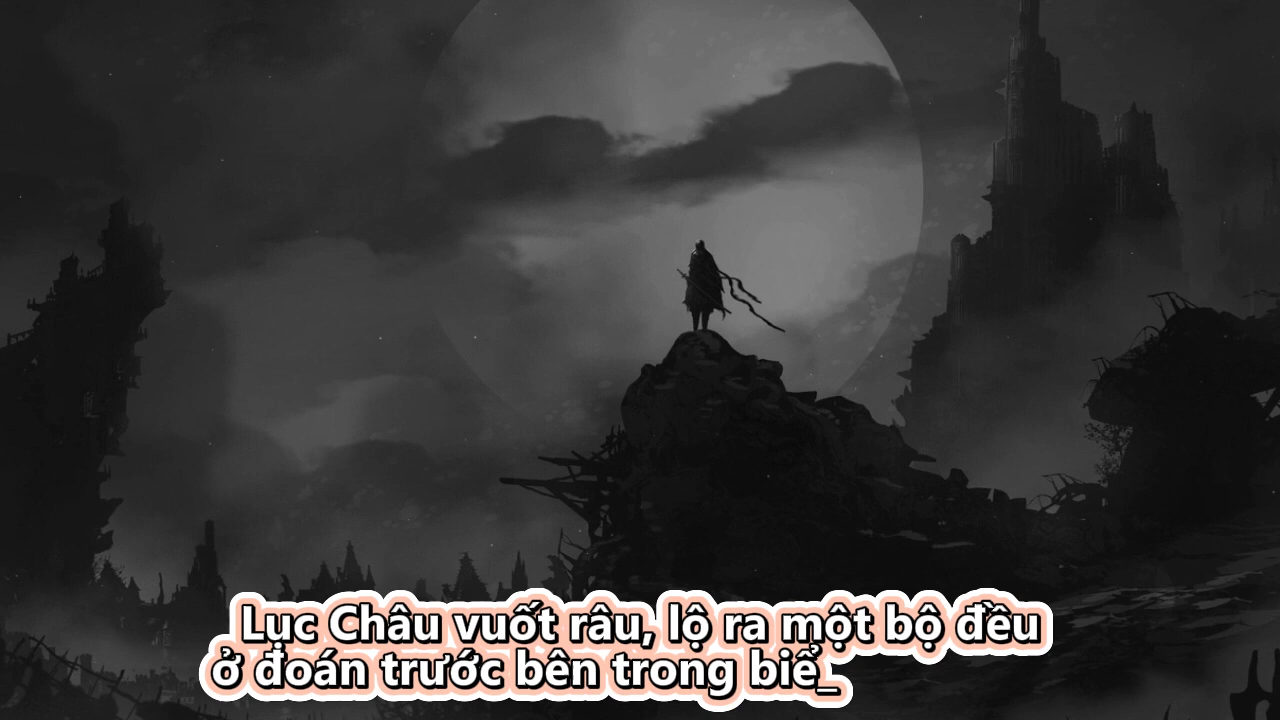 Lục Châu vuốt râu, lộ ra một bộ đều
ở đoán trước bên trong biể_